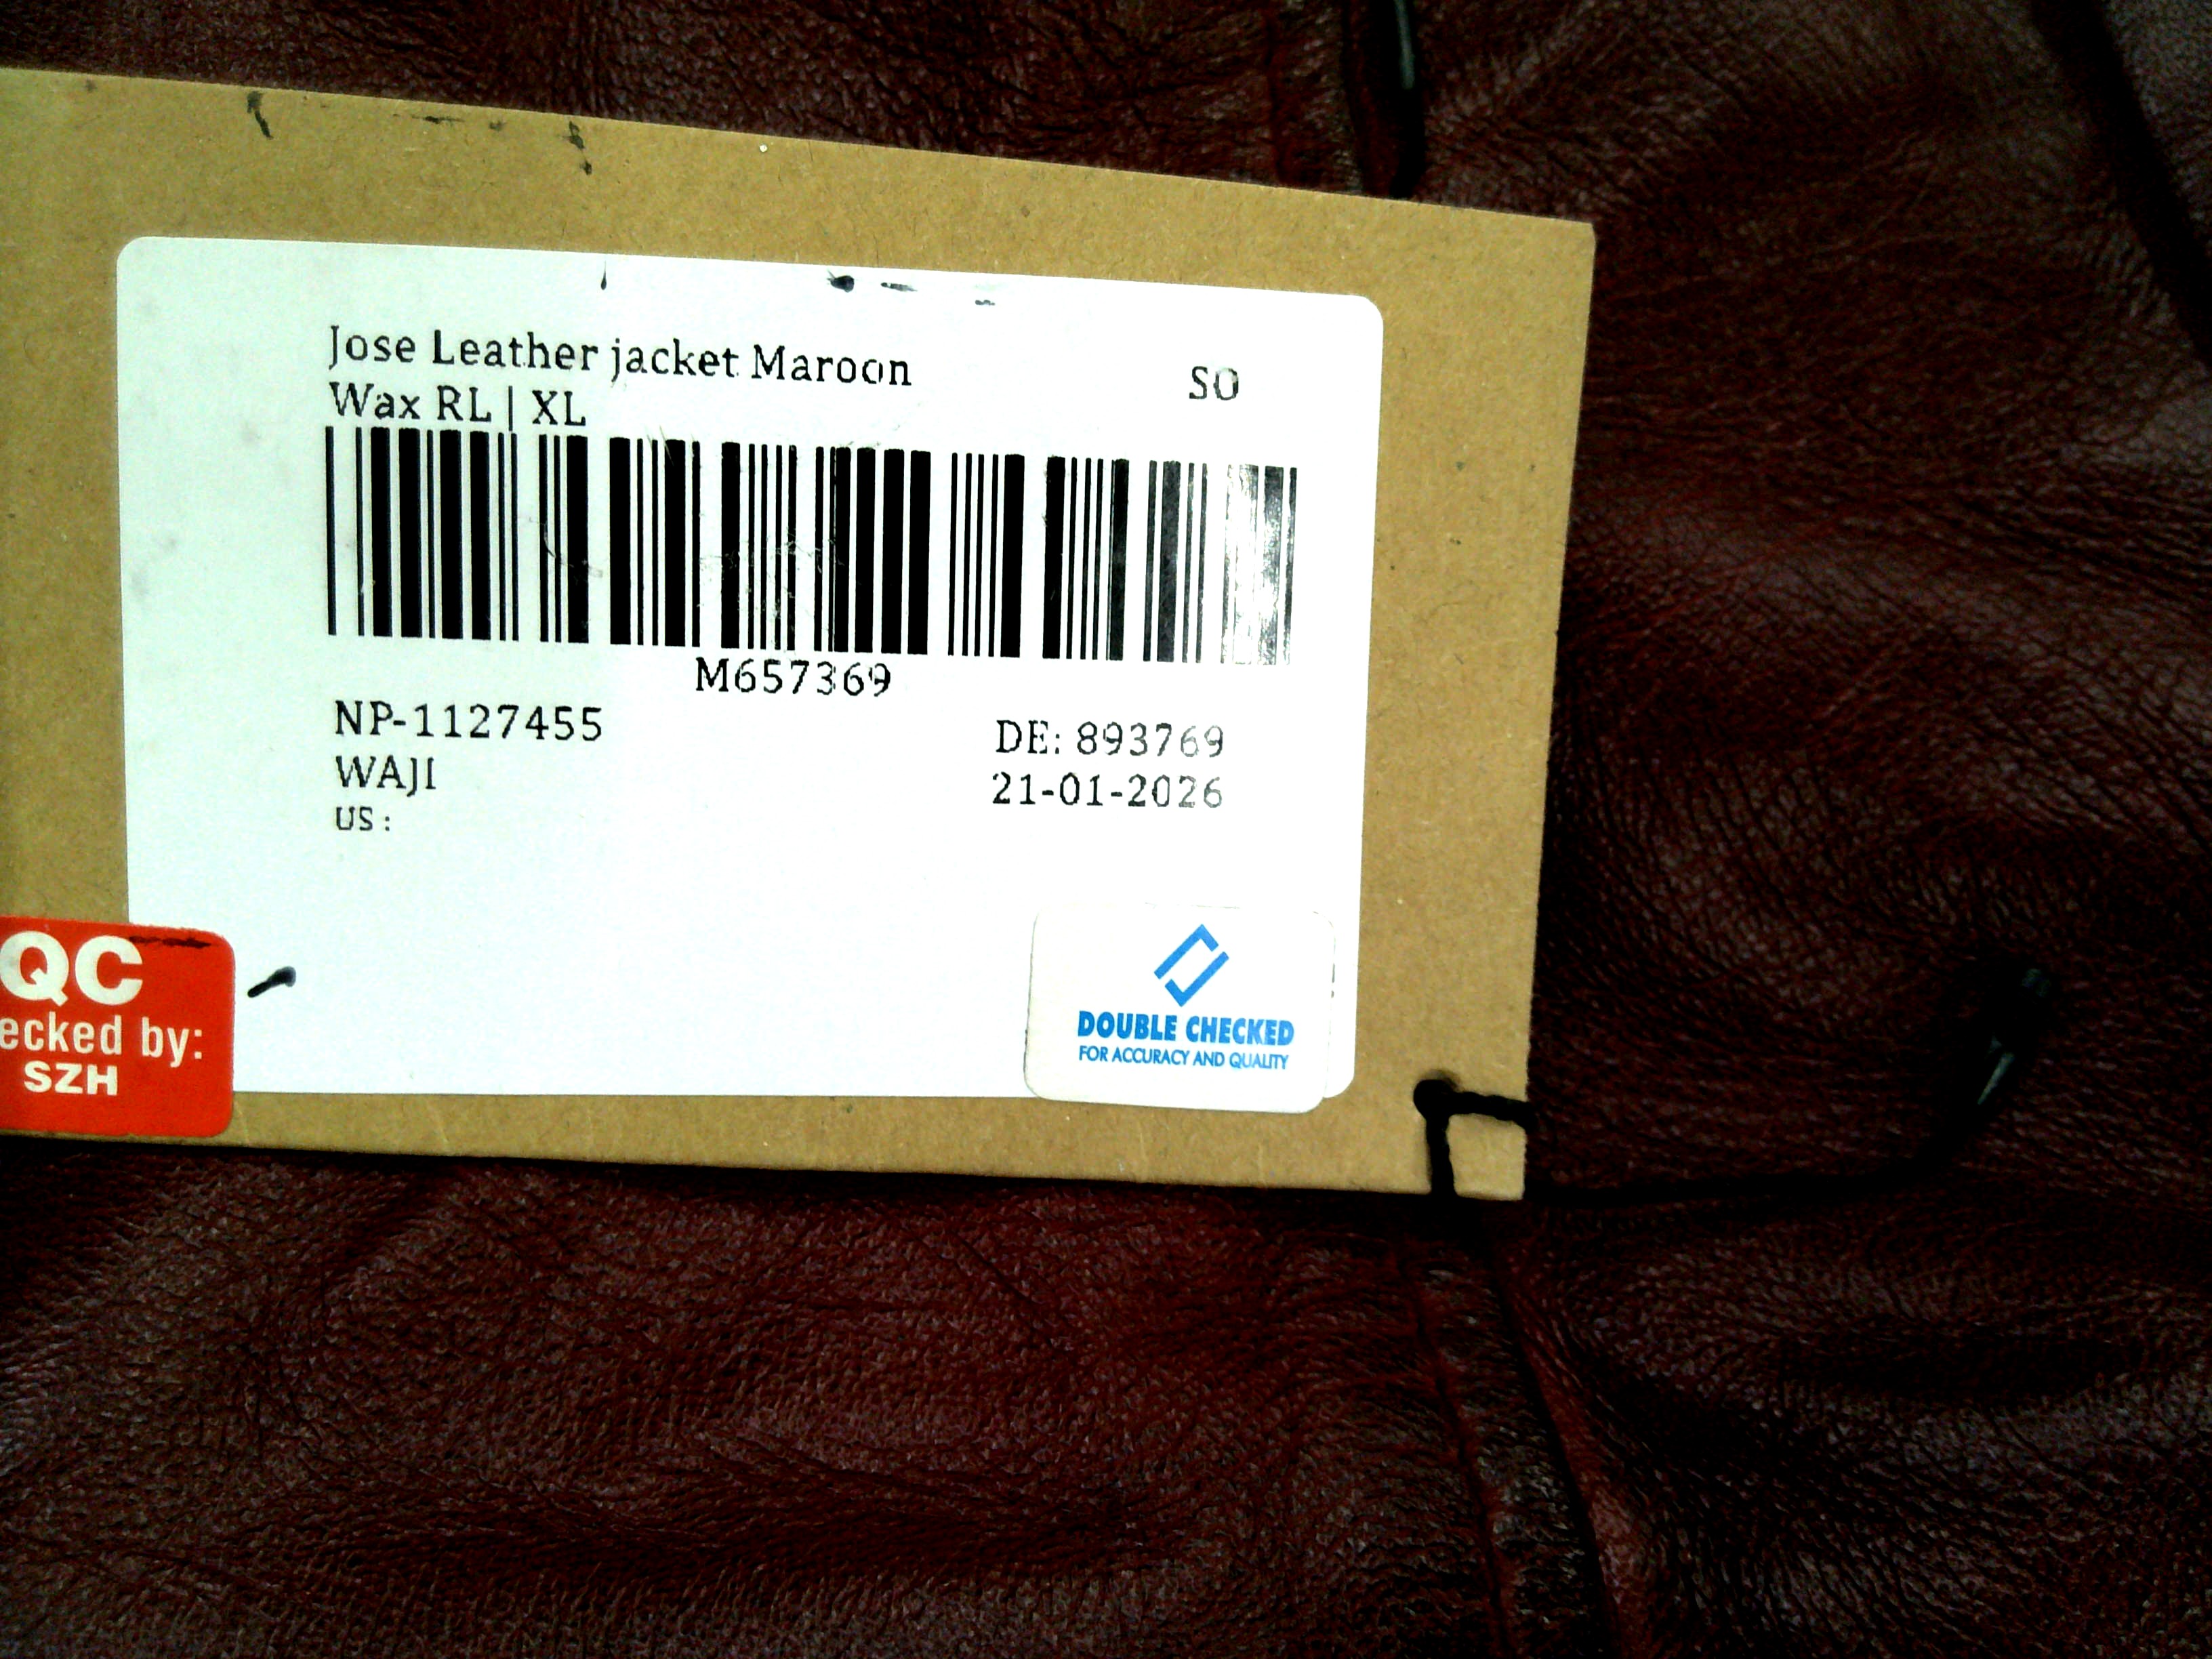 Jose Leather jacket Maroon
Wax RL | XL
SO
M657369
NP-1127455
WAJI
US :
DE: 893769
21-01-2026
QC
ecked by:
SZH
DOUBLE CHECKED
FOR ACCURACY AND QUALITY